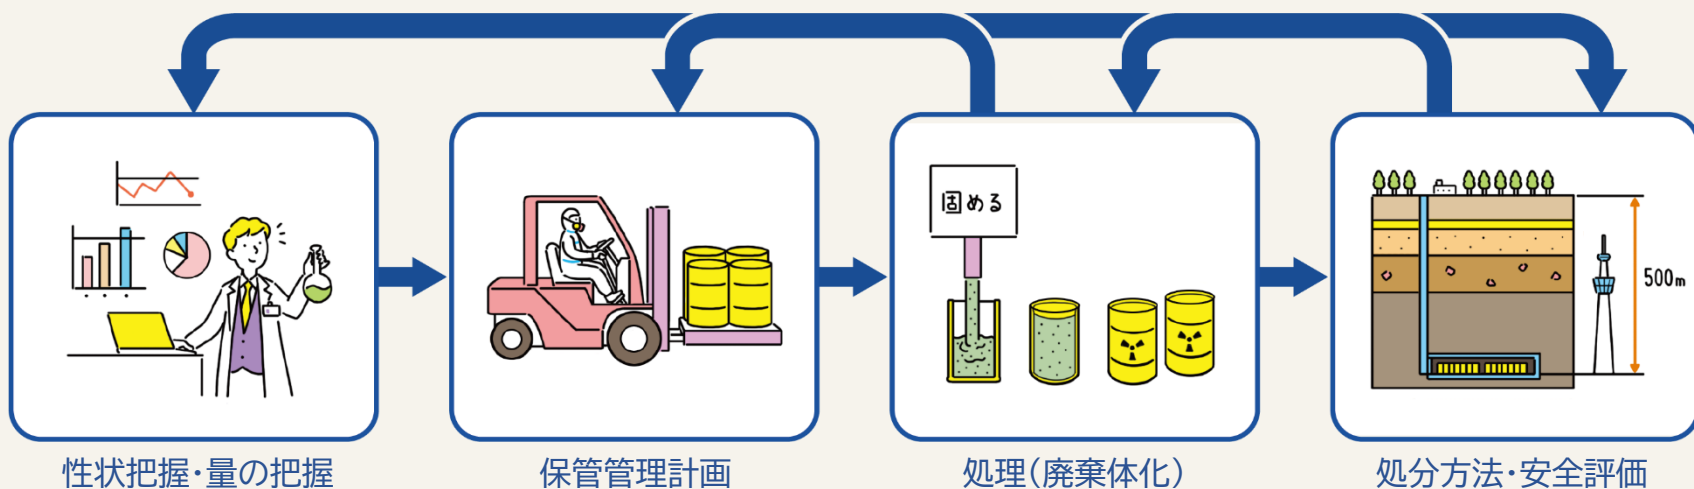 固める
500m
性状把握・量の把握
保管管理計画
処理(廃棄体化)
処分方法・安全評価